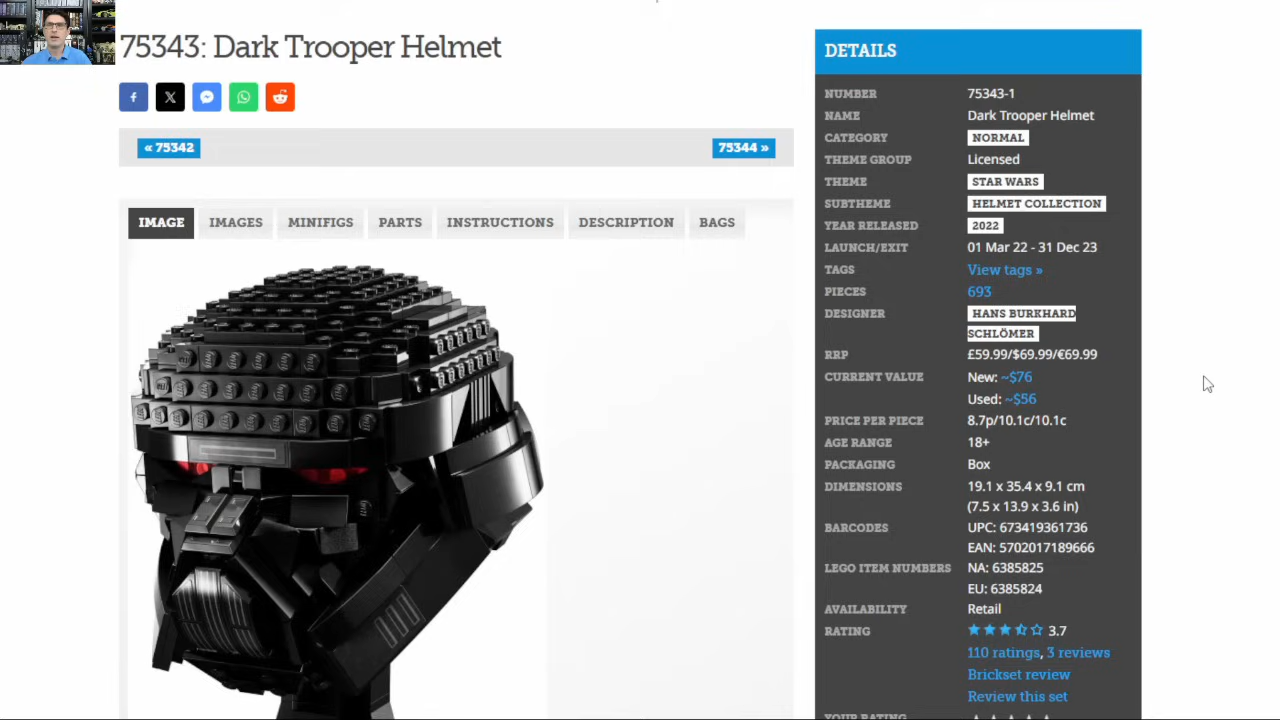 75343: Dark Trooper Helmet
« 75342
75344 »
IMAGE
IMAGES
MINIFIGS
PARTS
INSTRUCTIONS
DESCRIPTION
BAGS
DETAILS
NUMBER 75343-1
NAME Dark Trooper Helmet
CATEGORY NORMAL
THEME GROUP Licensed
THEME STAR WARS
SUBTHEME HELMET COLLECTION
YEAR RELEASED 2022
LAUNCH/EXIT 01 Mar 22 - 31 Dec 23
TAGS View tags »
PIECES 693
DESIGNER HANS BURKHARD
SCHLÖMER
RRP £59.99/$69.99/€69.99
CURRENT VALUE New: ~$76
Used: ~$56
PRICE PER PIECE 8.7p/10.1c/10.1c
AGE RANGE 18+
PACKAGING Box
DIMENSIONS 19.1 x 35.4 x 9.1 cm
(7.5 x 13.9 x 3.6 in)
BARCODES UPC: 673419361736
EAN: 5702017189666
LEGO ITEM NUMBERS NA: 6385825
EU: 6385824
AVAILABILITY Retail
RATING 3.7
110 ratings, 3 reviews
Brickset review
Review this set
YOUR RATING